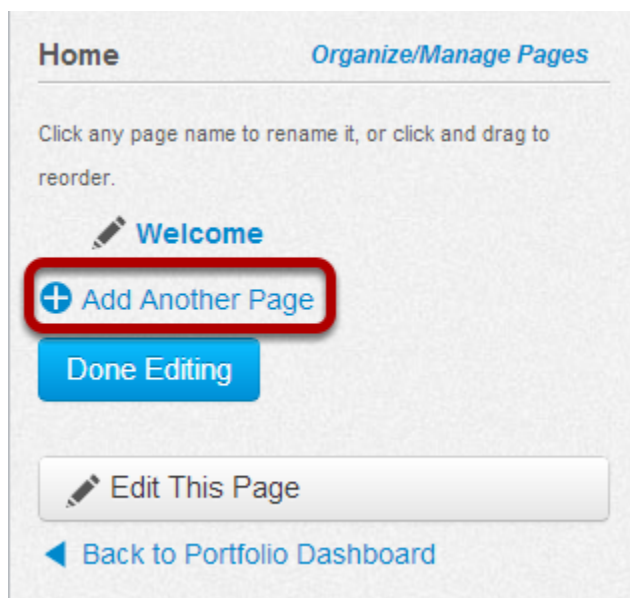 Home Organize/Manage Pages
Click any page name to rename it, or click and drag to
reorder.
Welcome
Add Another Page
Done Editing
Edit This Page
Back to Portfolio Dashboard